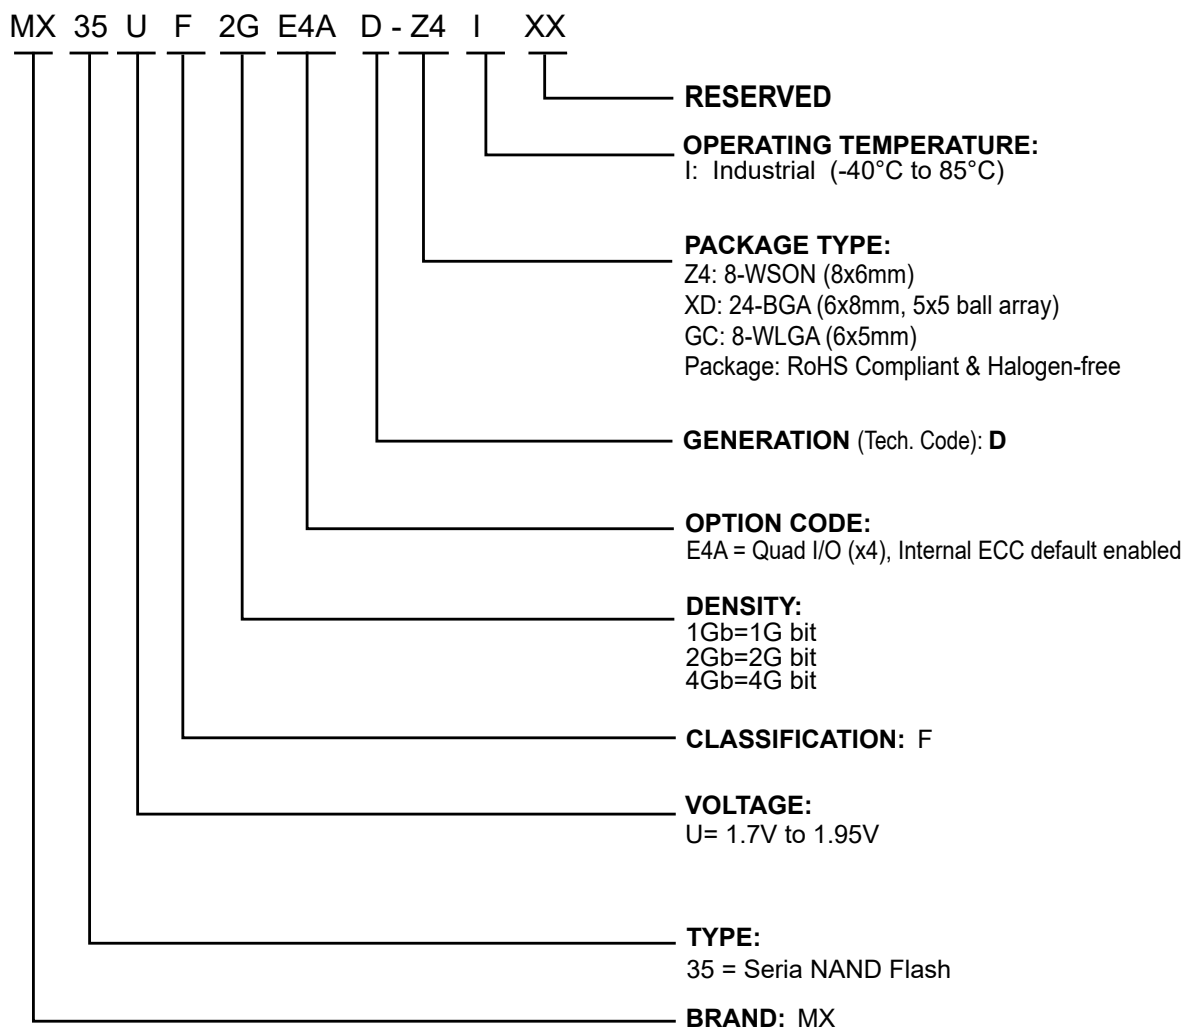 MX 35 U F 2G E4A D - Z4 I XX
RESERVED
OPERATING TEMPERATURE:
I: Industrial (-40°C to 85°C)
PACKAGE TYPE:
Z4: 8-WSON (8x6mm)
XD: 24-BGA (6x8mm, 5x5 ball array)
GC: 8-WLGA (6x5mm)
Package: RoHS Compliant & Halogen-free
GENERATION (Tech. Code): D
OPTION CODE:
E4A = Quad I/O (x4), Internal ECC default enabled
DENSITY:
1Gb=1G bit
2Gb=2G bit
4Gb=4G bit
CLASSIFICATION: F
VOLTAGE:
U= 1.7V to 1.95V
TYPE:
35 = Seria NAND Flash
BRAND: MX